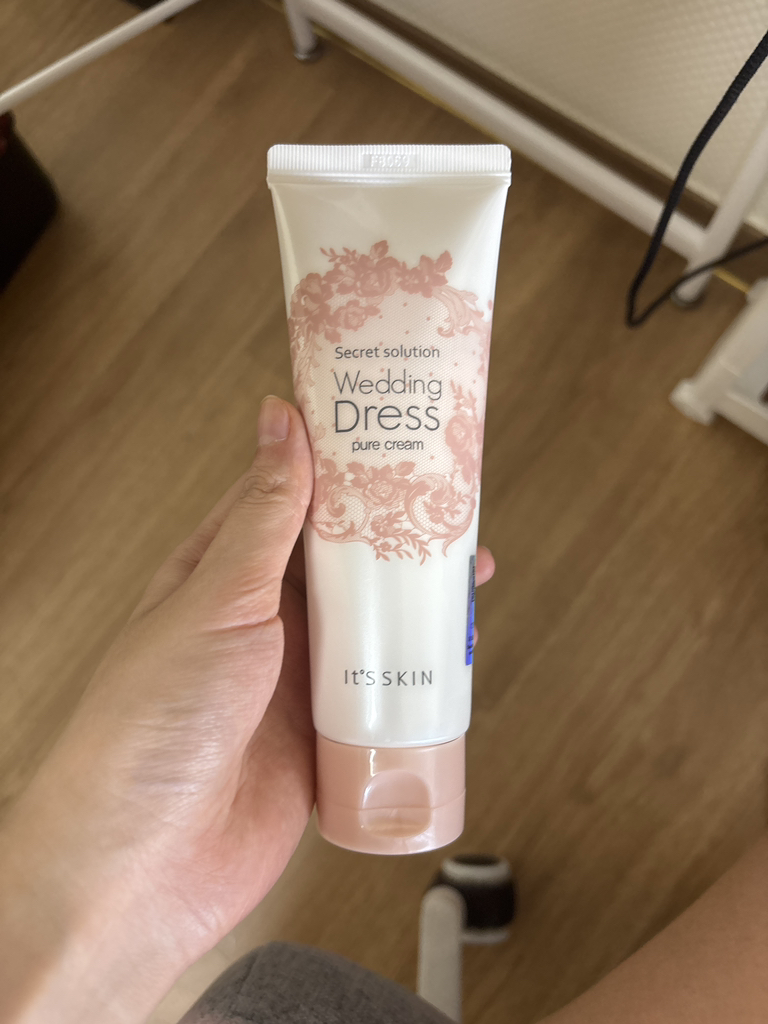 Secret solution
Wedding
Dress
pure cream
It'S SKIN